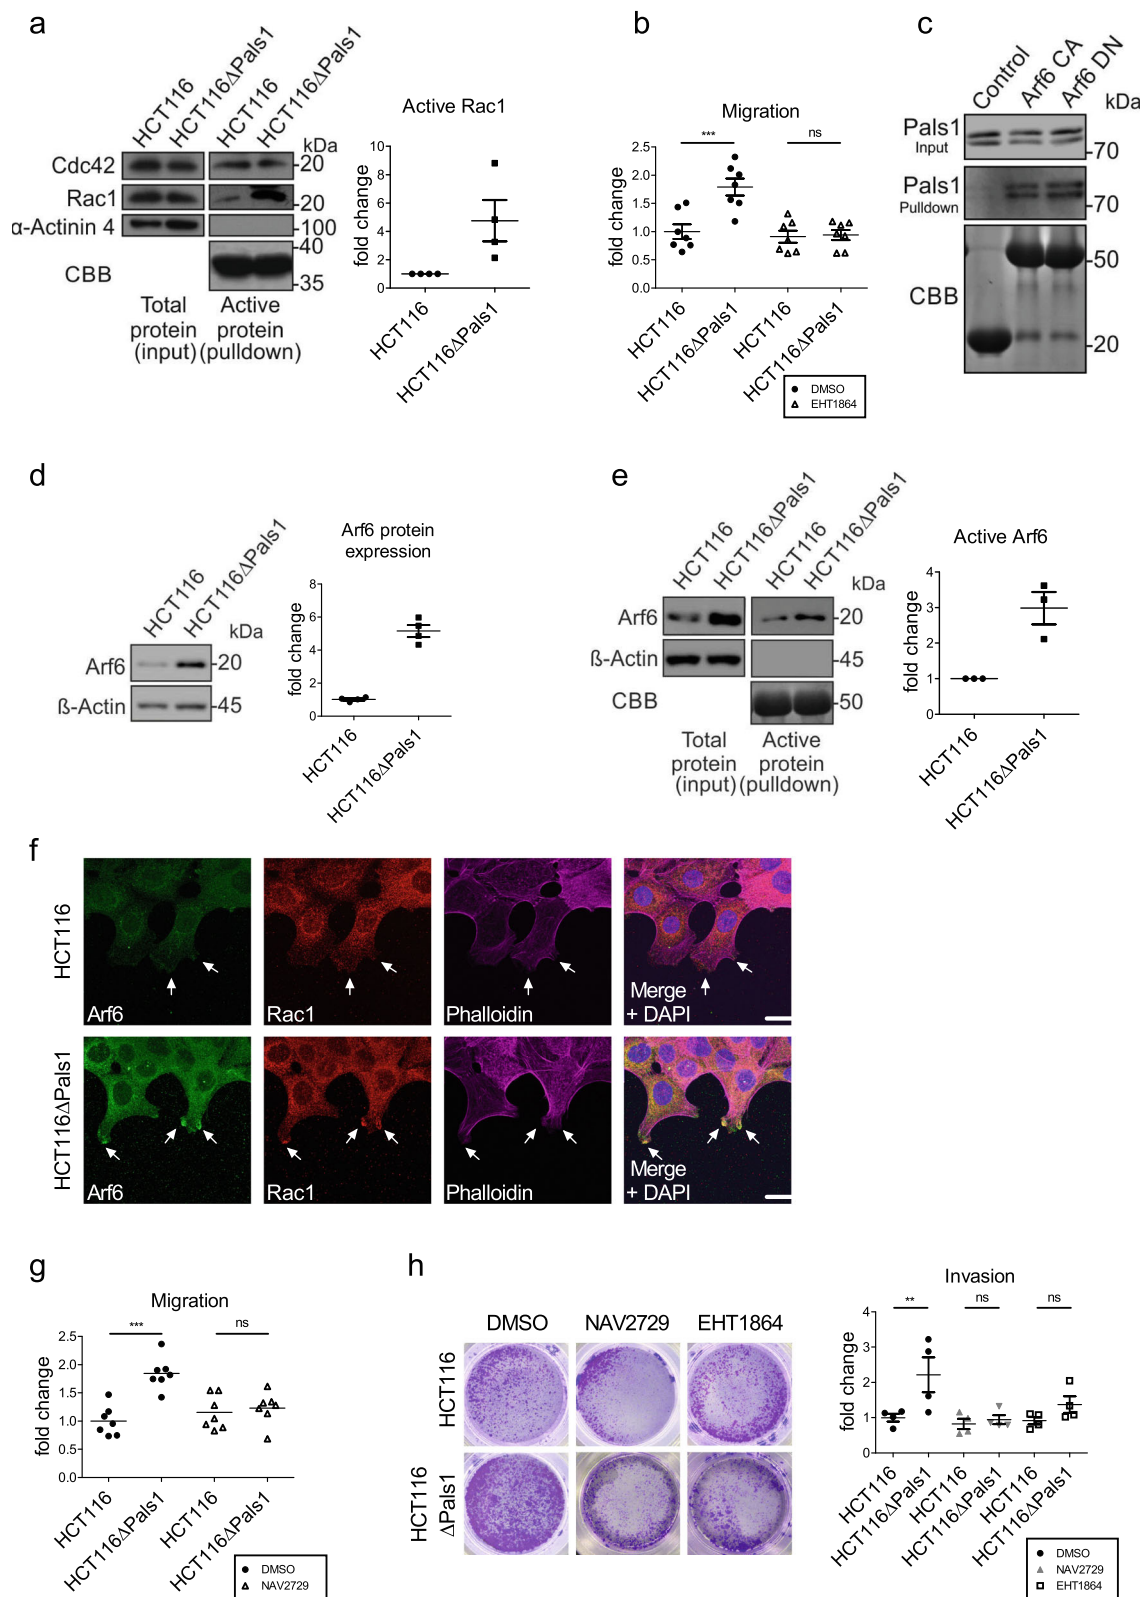 a
HCT116
HCT116ΔPals1
HCT116
HCT116ΔPals1
kDa
Cdc42
-20
Rac1
-20
α-Actinin 4
-100
-40
CBB
-35
Total
protein
(input)
Active
protein
(pulldown)
Active Rac1
fold change
10
8
6
4
2
0
HCT116
HCT116ΔPals1
b
Migration
***
ns
fold change
2.5
2.0
1.5
1.0
0.5
0.0
HCT116
HCT116ΔPals1
HCT116
HCT116ΔPals1
DMSO
EHT1864
c
Control
Arf6 CA
Arf6 DN
kDa
Pals1
Input
-70
Pals1
Pulldown
-70
-50
CBB
-20
d
HCT116
HCT116ΔPals1
kDa
Arf6
-20
ß-Actin
-45
Arf6 protein
expression
fold change
8
6
4
2
0
HCT116
HCT116ΔPals1
e
HCT116
HCT116ΔPals1
HCT116
HCT116ΔPals1
kDa
Arf6
-20
ß-Actin
-45
CBB
-50
Total
protein
(input)
Active
protein
(pulldown)
Active Arf6
fold change
4
3
2
1
0
HCT116
HCT116ΔPals1
f
HCT116
Arf6
Rac1
Phalloidin
Merge
+ DAPI
HCT116ΔPals1
Arf6
Rac1
Phalloidin
Merge
+ DAPI
g
Migration
***
ns
fold change
2.5
2.0
1.5
1.0
0.5
0.0
HCT116
HCT116ΔPals1
HCT116
HCT116ΔPals1
DMSO
NAV2729
h
DMSO
NAV2729
EHT1864
HCT116
HCT116
ΔPals1
Invasion
**
ns
ns
fold change
4
3
2
1
0
HCT116
HCT116ΔPals1
HCT116
HCT116ΔPals1
HCT116
HCT116ΔPals1
DMSO
NAV2729
EHT1864